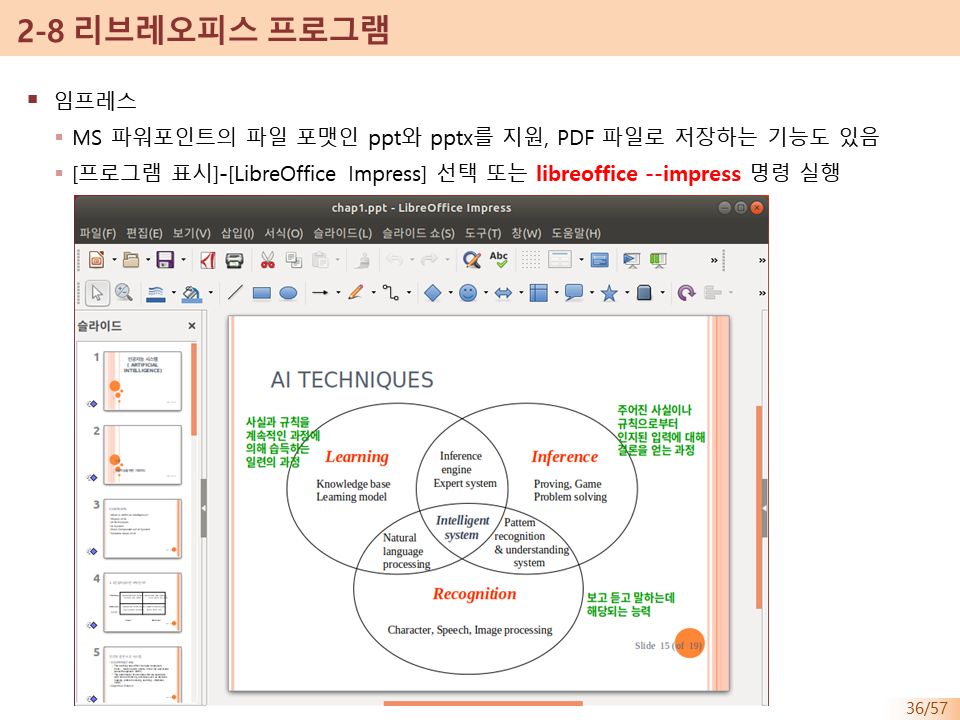 2-8 리브레오피스 프로그램
임프레스
MS 파워포인트의 파일 포맷인 ppt와 pptx를 지원, PDF 파일로 저장하는 기능도 있음
[프로그램 표시]-[LibreOffice Impress] 선택 또는 libreoffice --impress 명령 실행
chap1.ppt - LibreOffice Impress
파일(F) 편집(E) 보기(V) 삽입(I) 서식(O) 슬라이드(L) 슬라이드 쇼(S) 도구(T) 창(W) 도움말(H)
Abc
슬라이드
1
인공지능 시스템
( ARTIFICIAL
INTELLIGENCE)
2
3
4
5
AI TECHNIQUES
사실과 규칙을
계속적인 과정에
의해 습득하는
일련의 과정
주어진 사실이나
규칙으로부터
인지된 입력에 대해
결론을 얻는 과정
Learning
Knowledge base
Learning model
Inference
engine
Expert system
Inference
Proving, Game
Problem solving
Intelligent
system
Natural
language
processing
Pattern
recognition
& understanding
system
Recognition
Character, Speech, Image processing
보고 듣고 말하는데
해당되는 능력
Slide 15 (of 19)
36/57